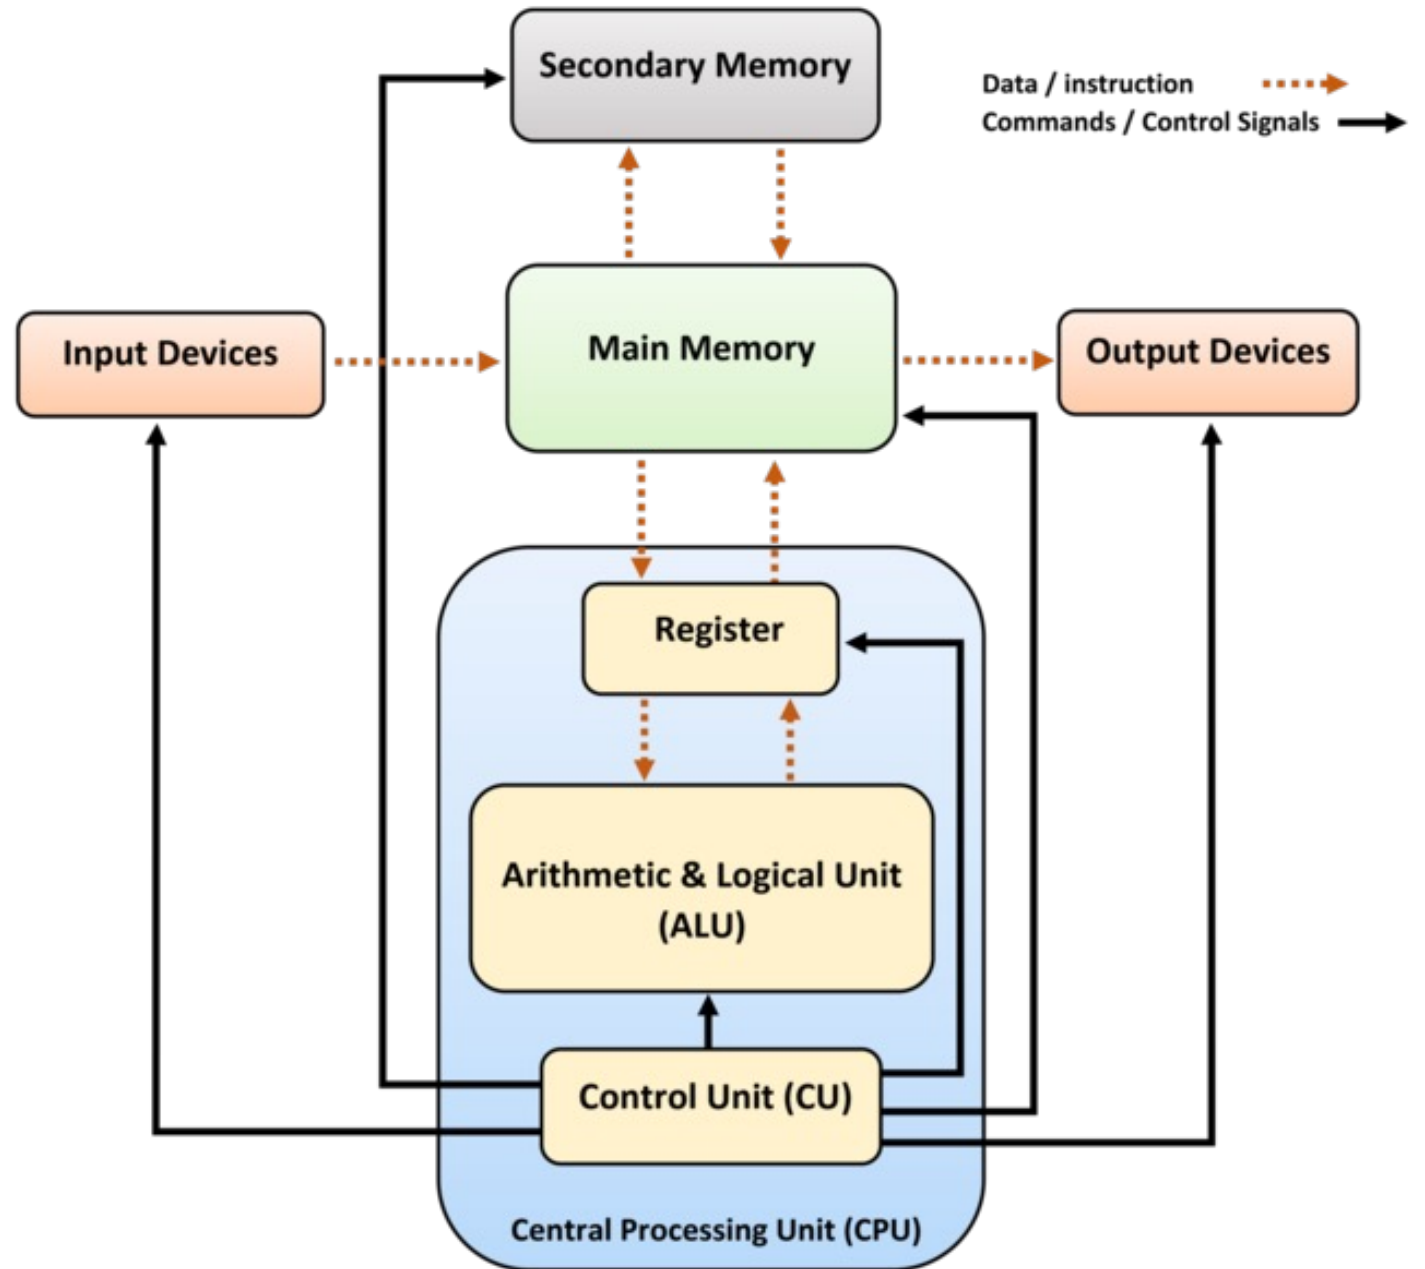 Secondary Memory
Data / instruction
Commands / Control Signals
Input Devices
Main Memory
Output Devices
Register
Arithmetic & Logical Unit
(ALU)
Control Unit (CU)
Central Processing Unit (CPU)